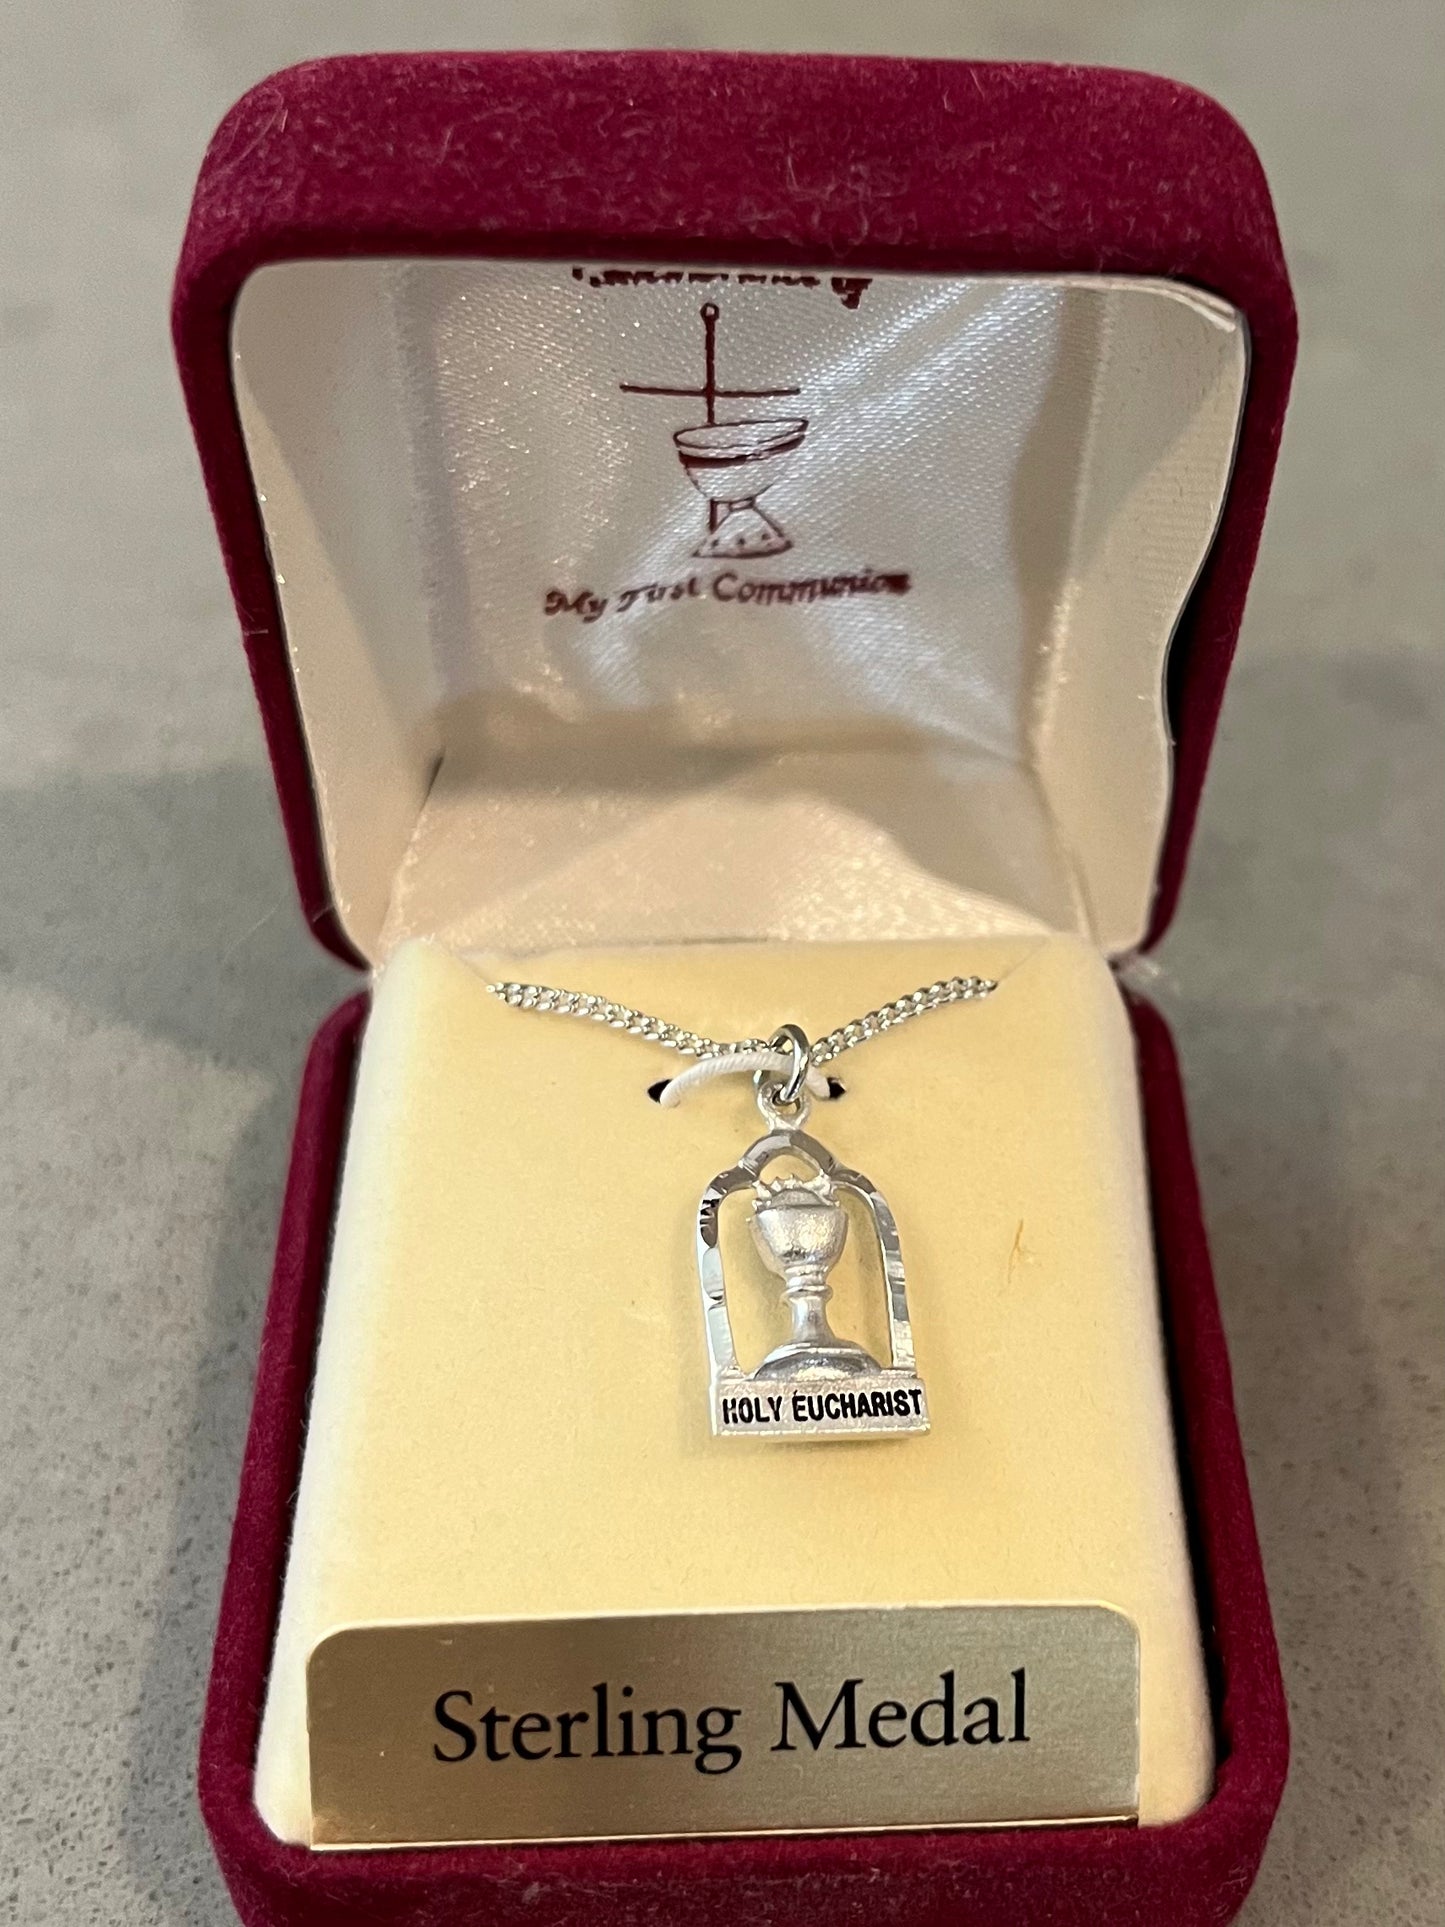 My First Communion
HOLY EUCHARIST
Sterling Medal